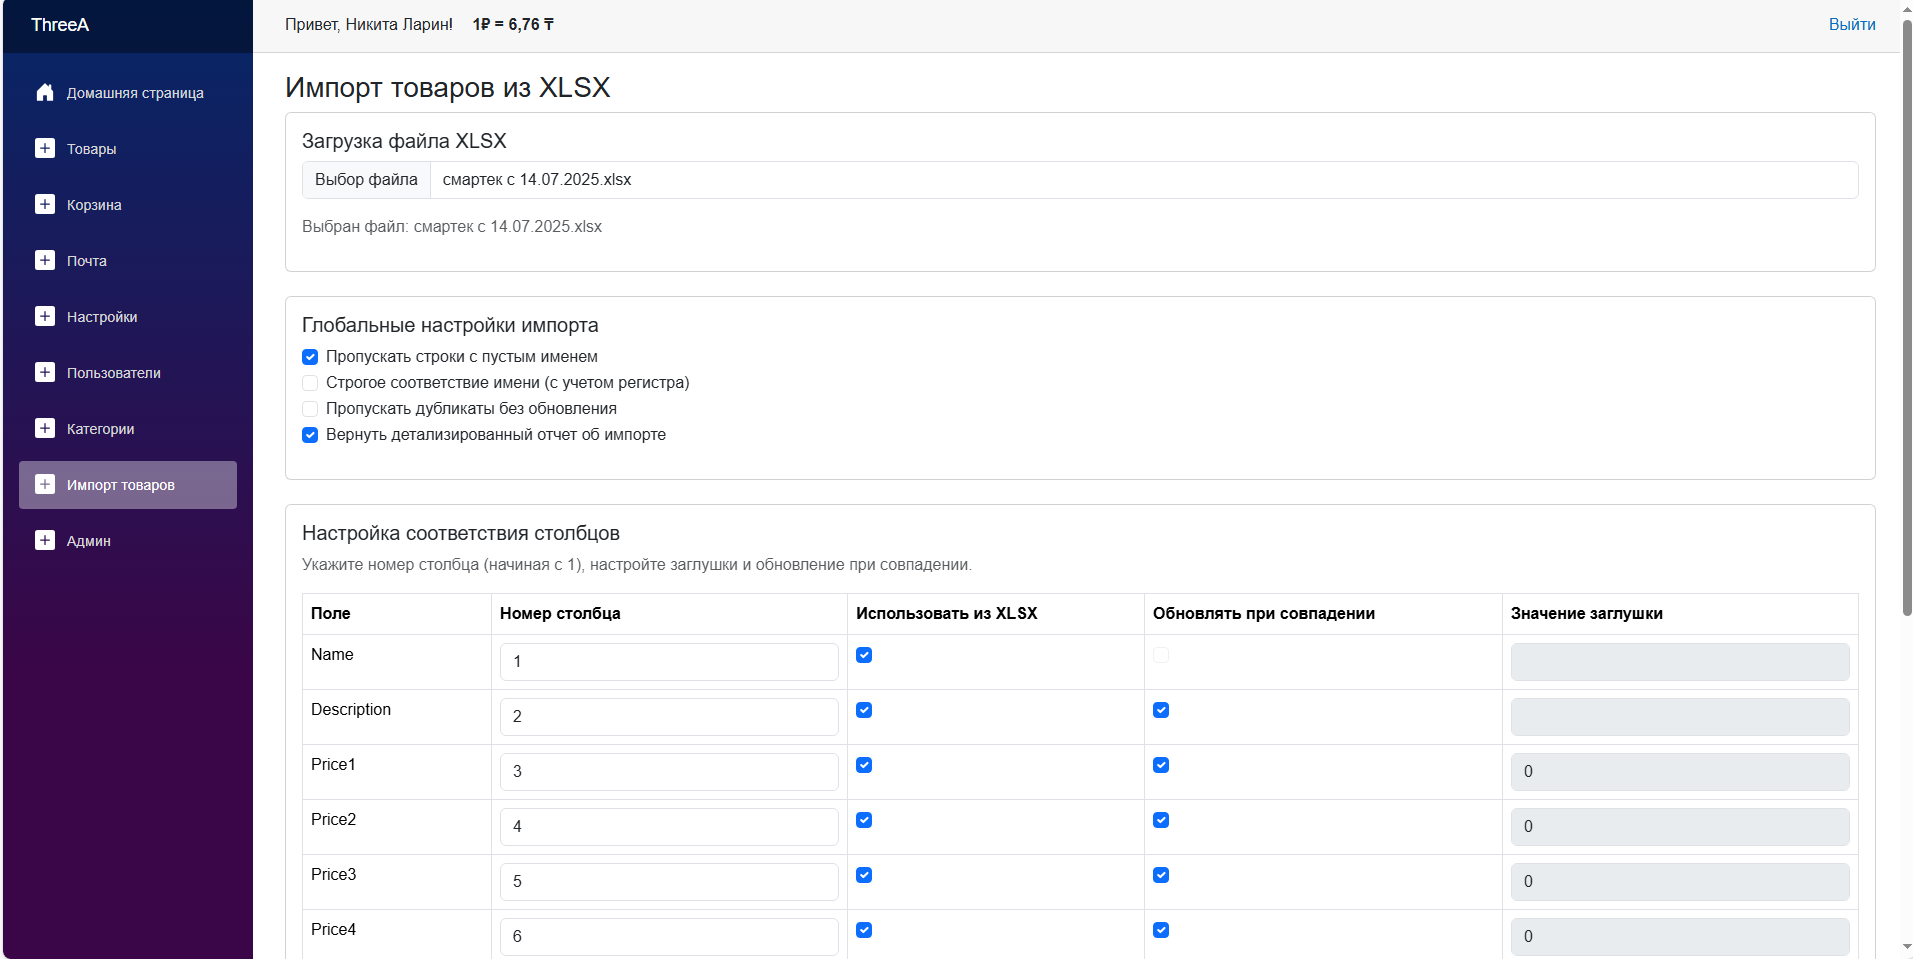 ThreeA
Привет, Никита Ларин! 1₽ = 6,76 ₸
Выйти
Домашняя страница
Товары
Корзина
Почта
Настройки
Пользователи
Категории
Импорт товаров
Админ
Импорт товаров из XLSX
Загрузка файла XLSX
Выбор файла смартек с 14.07.2025.xlsx
Выбран файл: смартек с 14.07.2025.xlsx
Глобальные настройки импорта
Пропускать строки с пустым именем
Строгое соответствие имени (с учетом регистра)
Пропускать дубликаты без обновления
Вернуть детализированный отчет об импорте
Настройка соответствия столбцов
Укажите номер столбца (начиная с 1), настройте заглушки и обновление при совпадении.
Поле Номер столбца Использовать из XLSX Обновлять при совпадении Значение заглушки
Name 1
Description 2
Price1 3 0
Price2 4 0
Price3 5 0
Price4 6 0